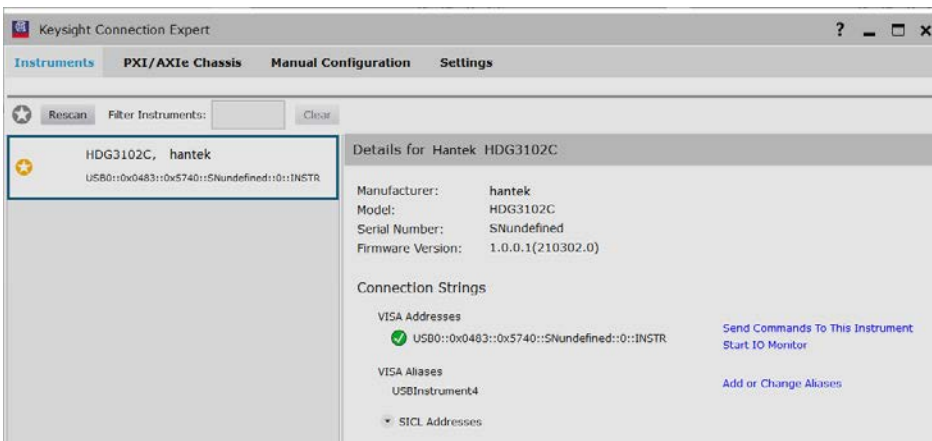 Keysight Connection Expert ?
Instruments PXI/AXIe Chassis Manual Configuration Settings
Rescan Filter Instruments: Clear
HDG3102C, hantek
USB0::0x0483::0x5740::SNundefined::0::INSTR
Details for Hantek HDG3102C
Manufacturer: hantek
Model: HDG3102C
Serial Number: SNundefined
Firmware Version: 1.0.0.1(210302.0)
Connection Strings
VISA Addresses
USB0::0x0483::0x5740::SNundefined::0::INSTR
Send Commands To This Instrument
Start IO Monitor
VISA Aliases
USBInstrument4
Add or Change Aliases
SICL Addresses